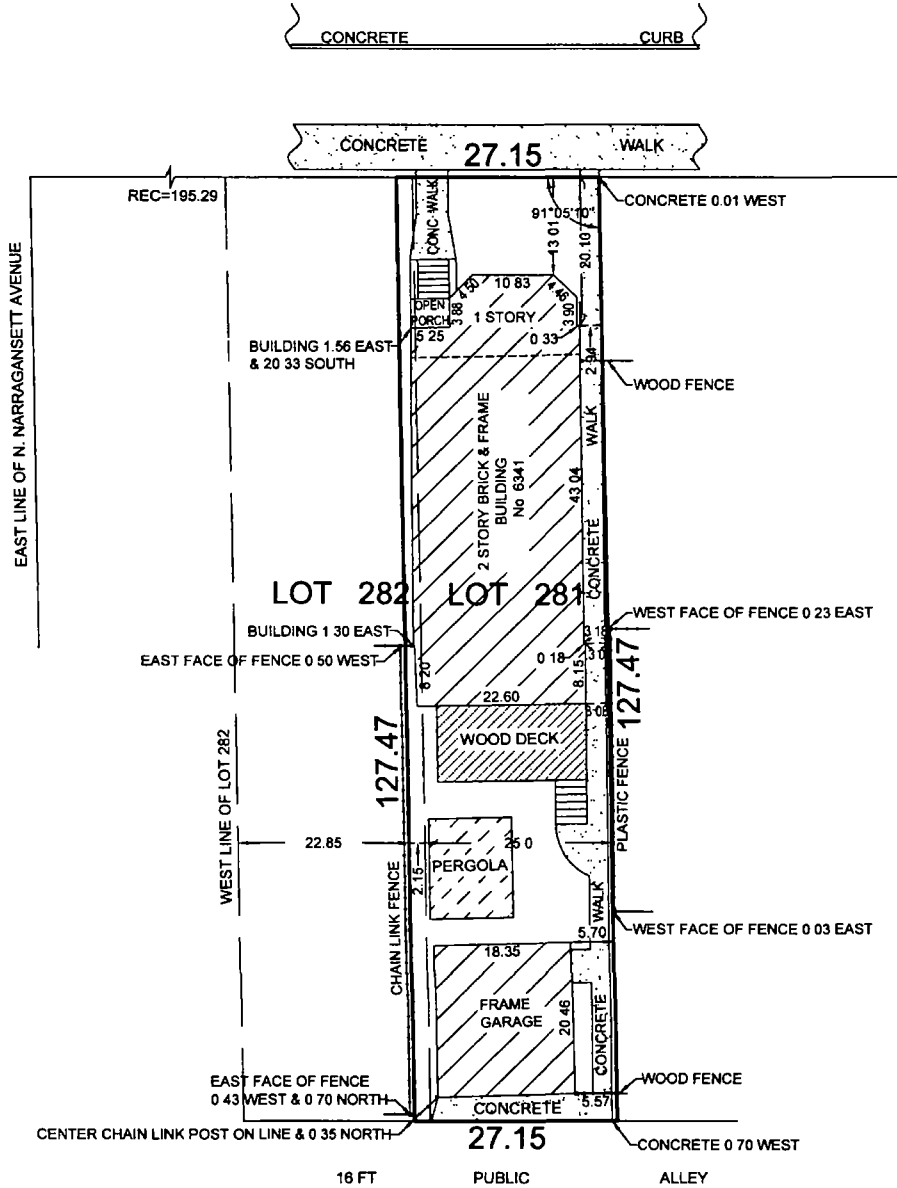 CONCRETE CURB
CONCRETE WALK
27.15
REC=195.29
CONC WALK
91°05'10"
CONCRETE 0.01 WEST
13 01
20.10
EAST LINE OF N. NARRAGANSETT AVENUE
4 50
10 83
4.46
OPEN
PORCH
3 88
1 STORY
3 90
5 25
0 33
BUILDING 1.56 EAST
& 20 33 SOUTH
2.94
WOOD FENCE
WALK
2 STORY BRICK & FRAME
BUILDING
No 6341
43 04
CONCRETE
LOT 282 LOT 281
WEST FACE OF FENCE 0 23 EAST
BUILDING 1 30 EAST
3 18
EAST FACE OF FENCE 0 50 WEST
0 18
8 20
8.15
22.60
127.47
127.47
WOOD DECK
WEST LINE OF LOT 282
PLASTIC FENCE
22.85
25 0
2.15
PERGOLA
CHAIN LINK FENCE
WALK
WEST FACE OF FENCE 0 03 EAST
5.70
18.35
FRAME
GARAGE
20 46
CONCRETE
EAST FACE OF FENCE
0 43 WEST & 0 70 NORTH
WOOD FENCE
5.57
CONCRETE
CENTER CHAIN LINK POST ON LINE & 0 35 NORTH
27.15
CONCRETE 0 70 WEST
16 FT PUBLIC ALLEY